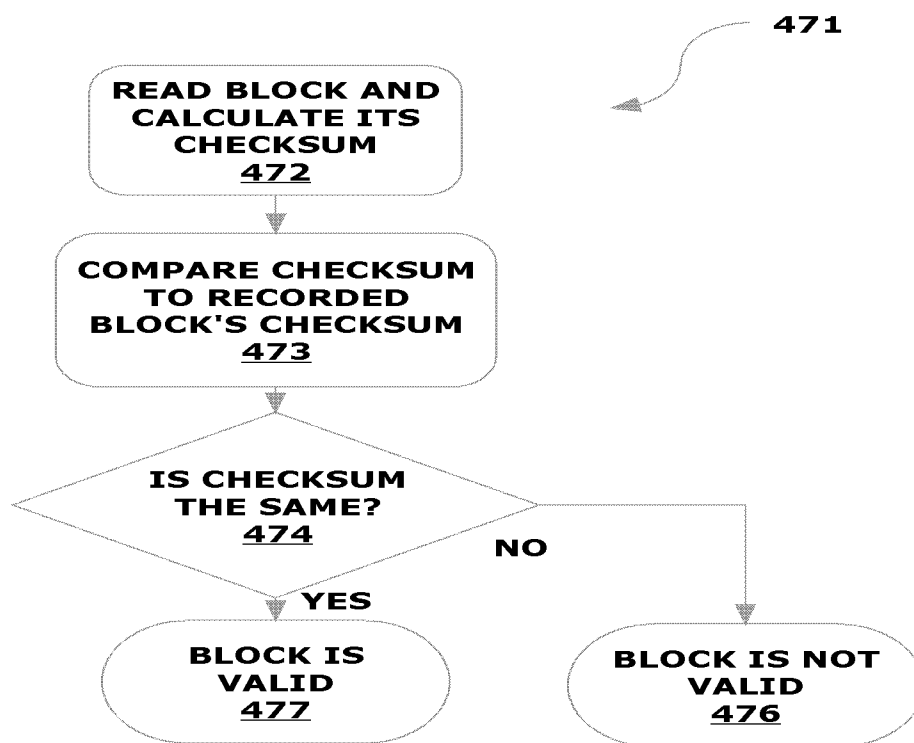 471
READ BLOCK AND
CALCULATE ITS
CHECKSUM
472
COMPARE CHECKSUM
TO RECORDED
BLOCK'S CHECKSUM
473
IS CHECKSUM
THE SAME?
474
NO
YES
BLOCK IS
VALID
477
BLOCK IS NOT
VALID
476